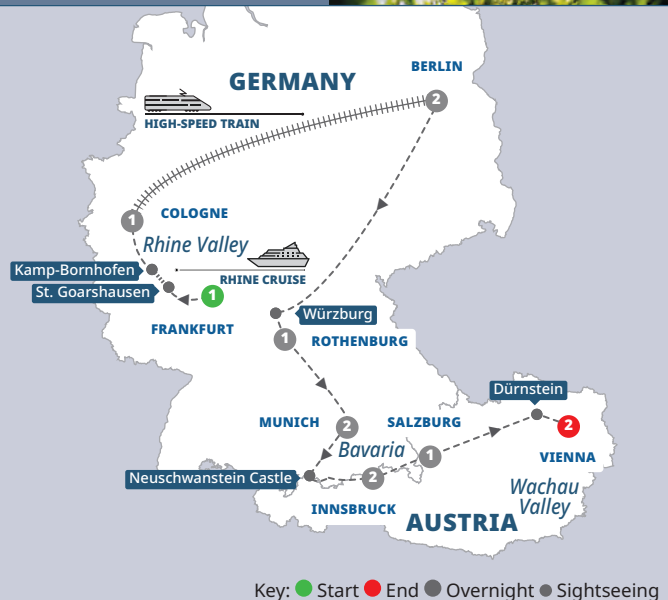 BERLIN
GERMANY
2
HIGH-SPEED TRAIN
1
COLOGNE
Rhine Valley
Kamp-Bornhofen
RHINE CRUISE
St. Goarshausen
1
FRANKFURT
Würzburg
1
ROTHENBURG
Dürnstein
MUNICH
2
SALZBURG
2
Bavaria
1
VIENNA
Neuschwanstein Castle
2
Wachau
Valley
INNSBRUCK
AUSTRIA
Key: Start End Overnight Sightseeing